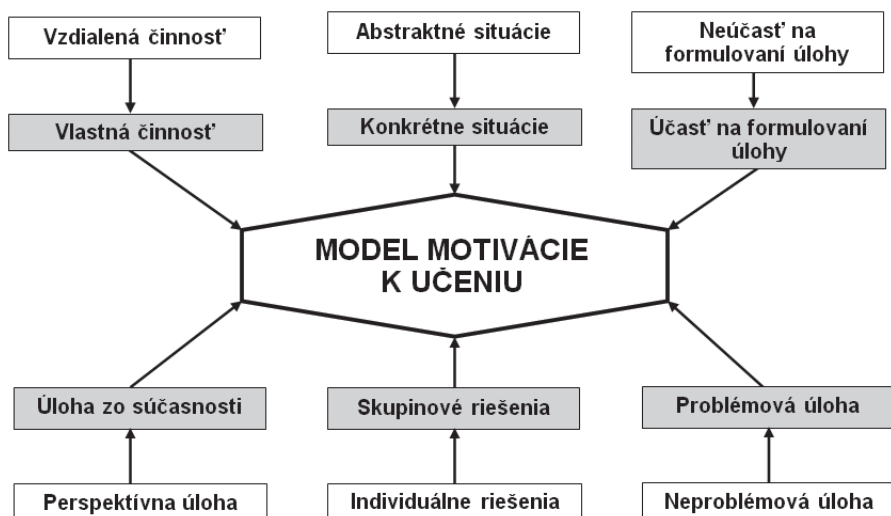 Vzdialená činnosť
Abstraktné situácie
Neúčasť na
formulovaní úlohy
Vlastná činnosť
Konkrétne situácie
Účasť na formulovaní
úlohy
MODEL MOTIVÁCIE
K UČENIU
Úloha zo súčasnosti
Skupinové riešenia
Problémová úloha
Perspektívna úloha
Individuálne riešenia
Neproblémová úloha